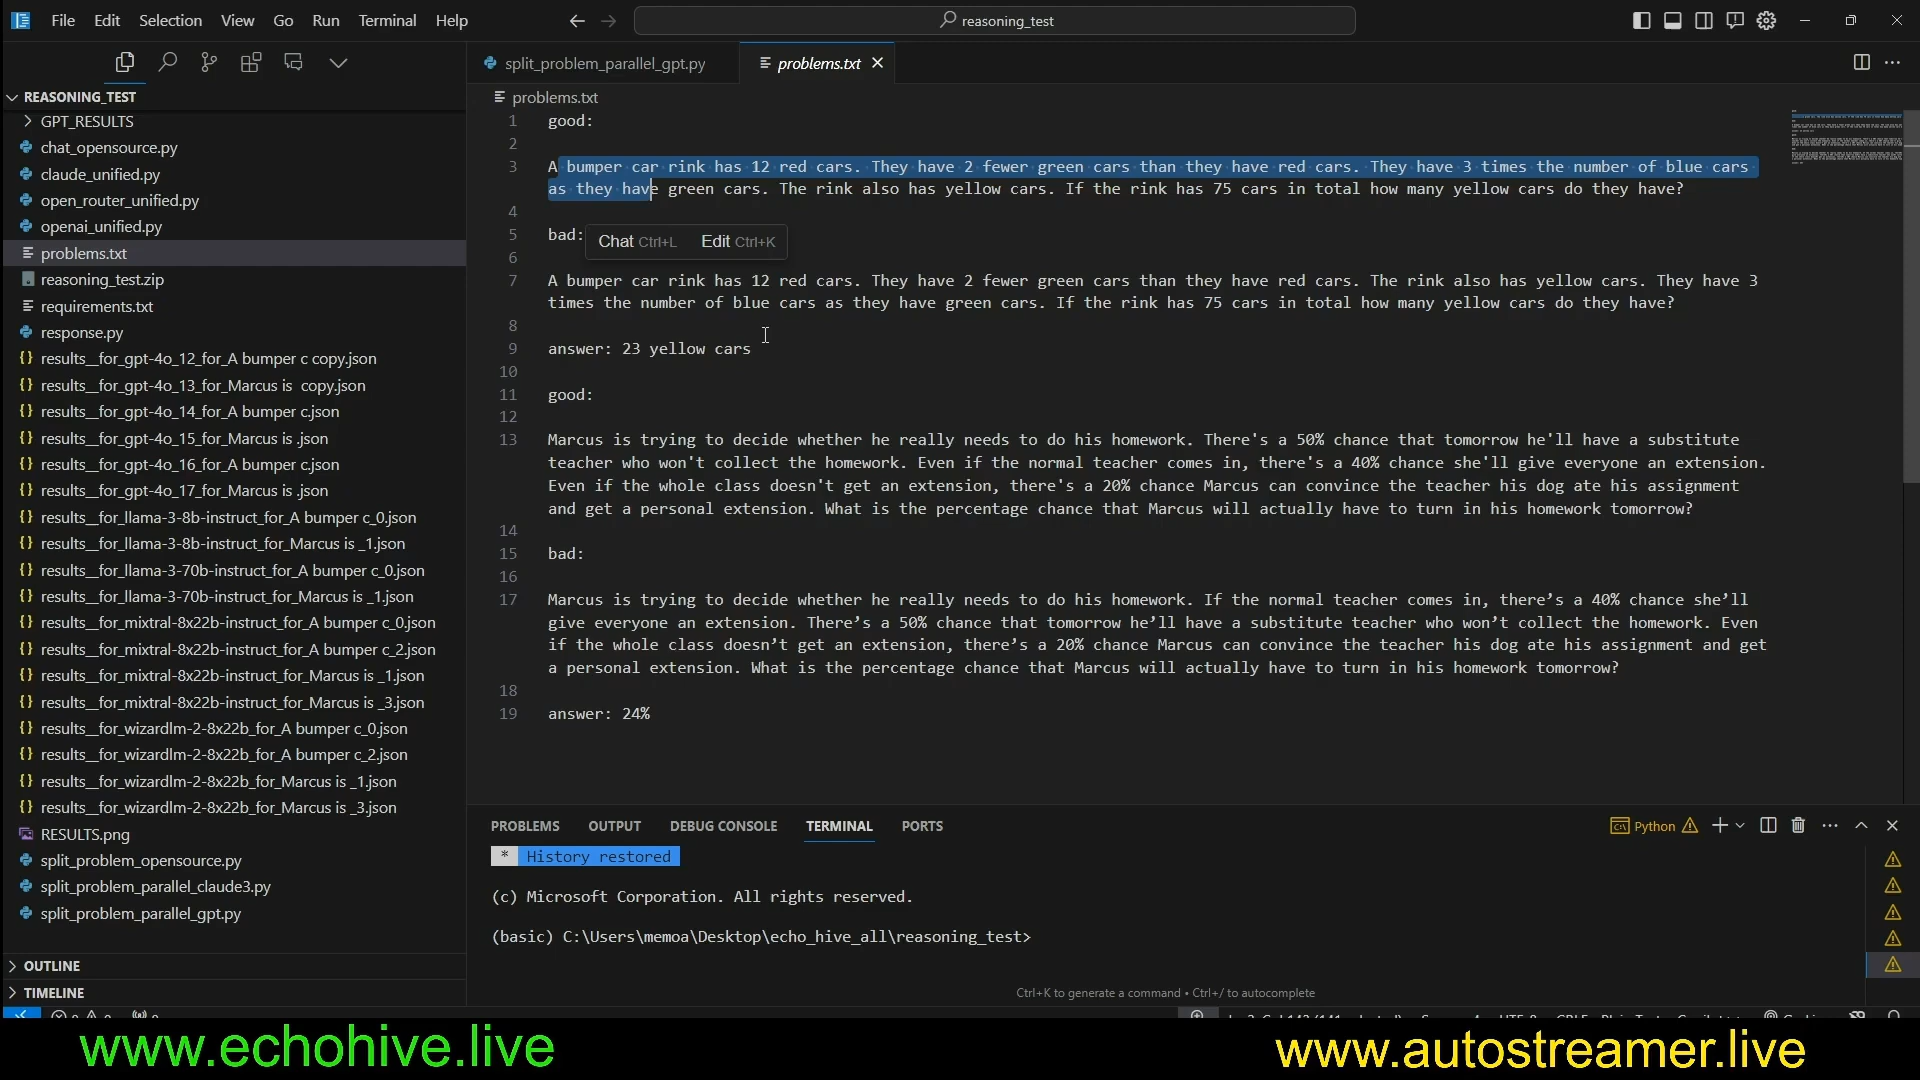 File Edit Selection View Go Run Terminal Help
reasoning_test
REASONING_TEST
GPT_RESULTS
chat_opensource.py
claude_unified.py
open_router_unified.py
openai_unified.py
problems.txt
reasoning_test.zip
requirements.txt
response.py
results__for_gpt-4o_12_for_A bumper c copy.json
results__for_gpt-4o_13_for_Marcus is  copy.json
results__for_gpt-4o_14_for_A bumper c.json
results__for_gpt-4o_15_for_Marcus is .json
results__for_gpt-4o_16_for_A bumper c.json
results__for_gpt-4o_17_for_Marcus is .json
results__for_llama-3-8b-instruct_for_A bumper c_0.json
results__for_llama-3-8b-instruct_for_Marcus is _1.json
results__for_llama-3-70b-instruct_for_A bumper c_0.json
results__for_llama-3-70b-instruct_for_Marcus is _1.json
results__for_mixtral-8x22b-instruct_for_A bumper c_0.json
results__for_mixtral-8x22b-instruct_for_A bumper c_2.json
results__for_mixtral-8x22b-instruct_for_Marcus is _1.json
results__for_mixtral-8x22b-instruct_for_Marcus is _3.json
results__for_wizardlm-2-8x22b_for_A bumper c_0.json
results__for_wizardlm-2-8x22b_for_A bumper c_2.json
results__for_wizardlm-2-8x22b_for_Marcus is _1.json
results__for_wizardlm-2-8x22b_for_Marcus is _3.json
RESULTS.png
split_problem_opensource.py
split_problem_parallel_claude3.py
split_problem_parallel_gpt.py
OUTLINE
TIMELINE
split_problem_parallel_gpt.py problems.txt
problems.txt
1 good:
2
3 A bumper car rink has 12 red cars. They have 2 fewer green cars than they have red cars. They have 3 times the number of blue cars
as they have green cars. The rink also has yellow cars. If the rink has 75 cars in total how many yellow cars do they have?
4
5 bad:
Chat Ctrl+L Edit Ctrl+K
6
7 A bumper car rink has 12 red cars. They have 2 fewer green cars than they have red cars. The rink also has yellow cars. They have 3
times the number of blue cars as they have green cars. If the rink has 75 cars in total how many yellow cars do they have?
8
9 answer: 23 yellow cars
10
11 good:
12
13 Marcus is trying to decide whether he really needs to do his homework. There's a 50% chance that tomorrow he'll have a substitute
teacher who won't collect the homework. Even if the normal teacher comes in, there's a 40% chance she'll give everyone an extension.
Even if the whole class doesn't get an extension, there's a 20% chance Marcus can convince the teacher his dog ate his assignment
and get a personal extension. What is the percentage chance that Marcus will actually have to turn in his homework tomorrow?
14
15 bad:
16
17 Marcus is trying to decide whether he really needs to do his homework. If the normal teacher comes in, there’s a 40% chance she’ll
give everyone an extension. There’s a 50% chance that tomorrow he’ll have a substitute teacher who won’t collect the homework. Even
if the whole class doesn’t get an extension, there’s a 20% chance Marcus can convince the teacher his dog ate his assignment and get
a personal extension. What is the percentage chance that Marcus will actually have to turn in his homework tomorrow?
18
19 answer: 24%
PROBLEMS OUTPUT DEBUG CONSOLE TERMINAL PORTS
Python
* History restored
(c) Microsoft Corporation. All rights reserved.
(basic) C:\Users\memoa\Desktop\echo_hive_all\reasoning_test>
Ctrl+K to generate a command • Ctrl+/ to autocomplete
www.echohive.live
www.autostreamer.live